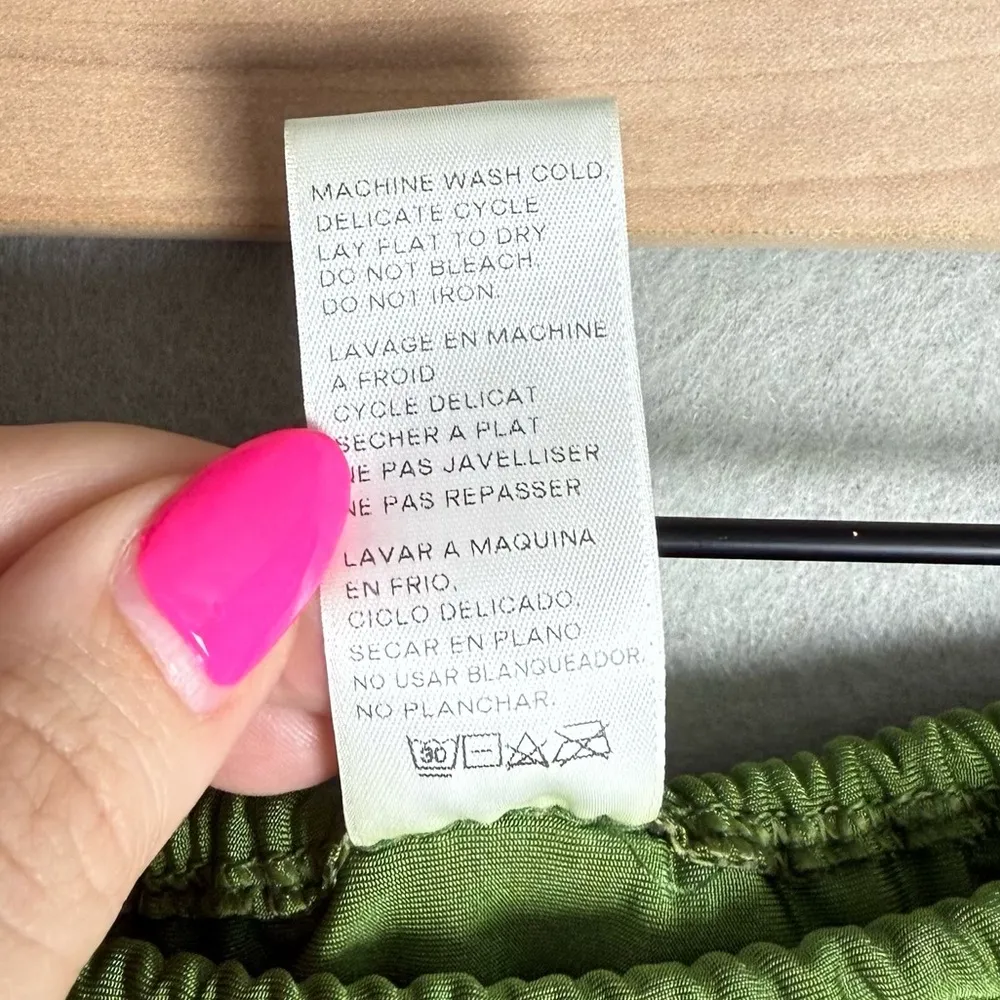 MACHINE WASH COLD.
DELICATE CYCLE
LAY FLAT TO DRY
DO NOT BLEACH.
DO NOT IRON.
LAVAGE EN MACHINE
A FROID
CYCLE DELICAT
SECHER A PLAT
NE PAS JAVELLISER
NE PAS REPASSER
LAVAR A MAQUINA
EN FRIO.
CICLO DELICADO.
SECAR EN PLANO
NO USAR BLANQUEADOR.
NO PLANCHAR.
30